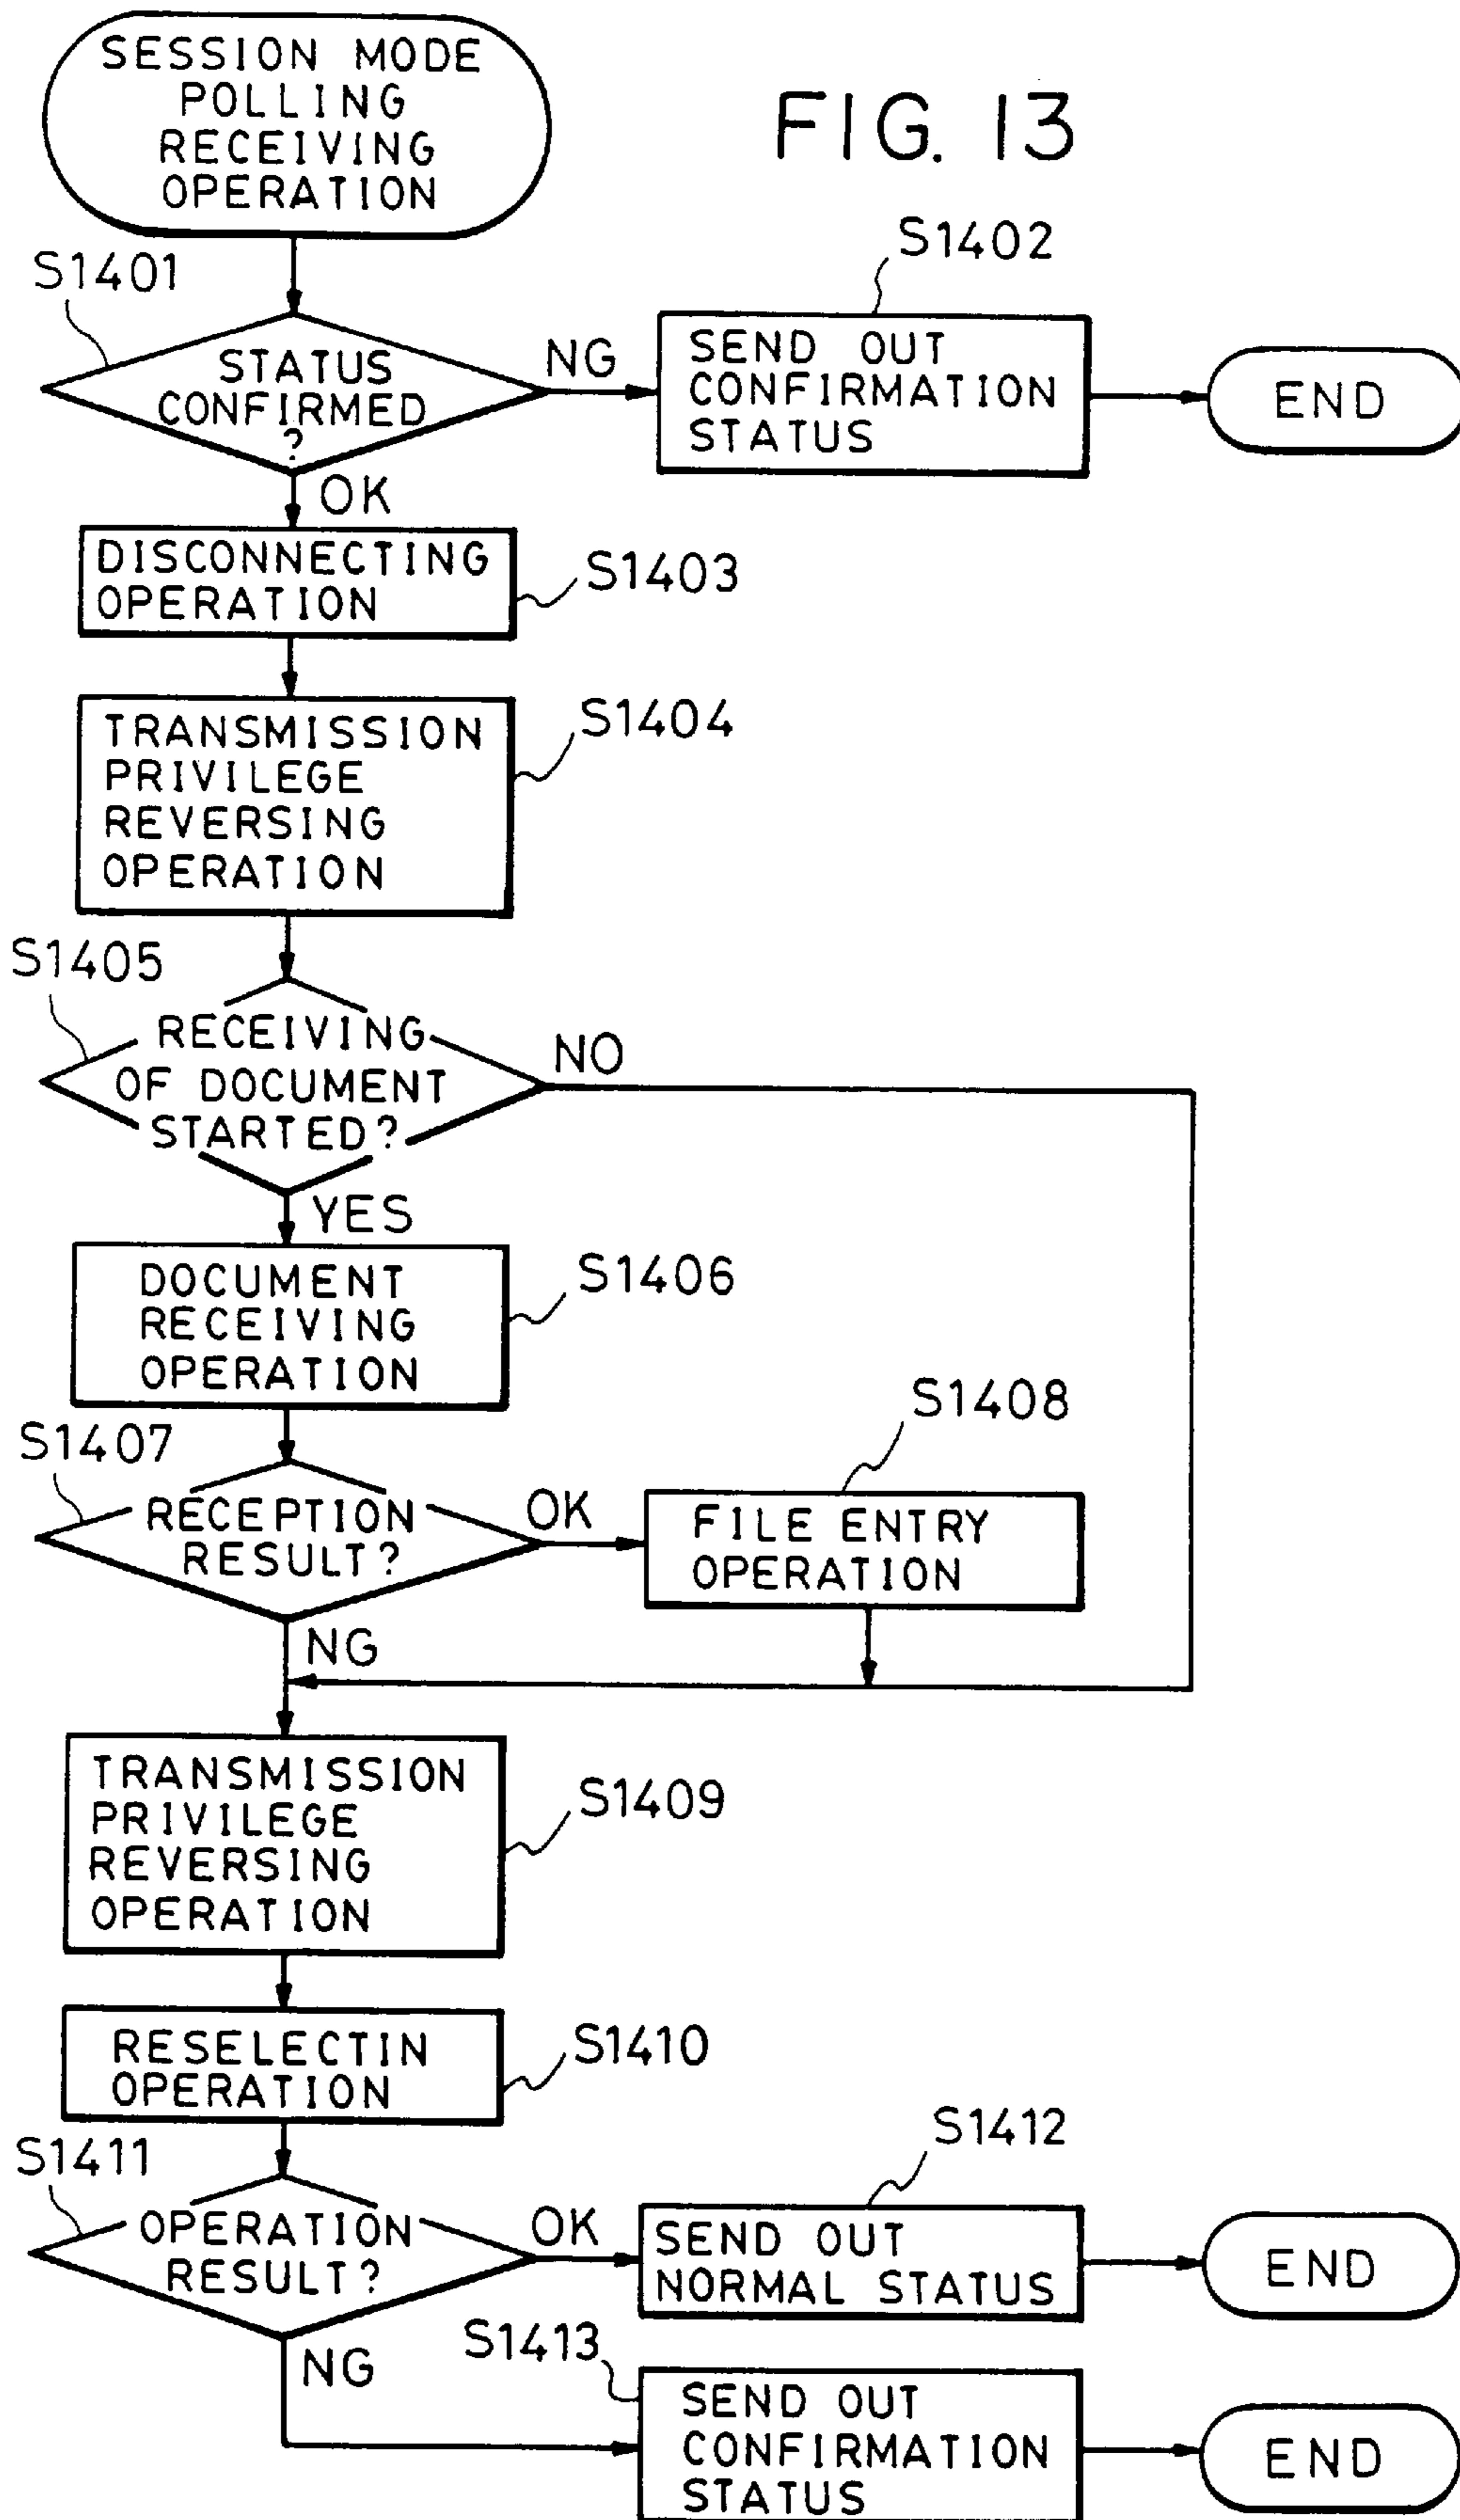 SESSION MODE
POLLING
RECEIVING
OPERATION
FIG. 13
S1401
S1402
STATUS
CONFIRMED
?
NG
SEND OUT
CONFIRMATION
STATUS
END
OK
DISCONNECTING
OPERATION
S1403
TRANSMISSION
PRIVILEGE
REVERSING
OPERATION
S1404
S1405
RECEIVING
OF DOCUMENT
STARTED?
NO
YES
DOCUMENT
RECEIVING
OPERATION
S1406
S1407
S1408
RECEPTION
RESULT?
OK
FILE ENTRY
OPERATION
NG
TRANSMISSION
PRIVILEGE
REVERSING
OPERATION
S1409
RESELECTIN
OPERATION
S1410
S1411
S1412
OPERATION
RESULT?
OK
SEND OUT
NORMAL STATUS
END
NG
S1413
SEND OUT
CONFIRMATION
STATUS
END